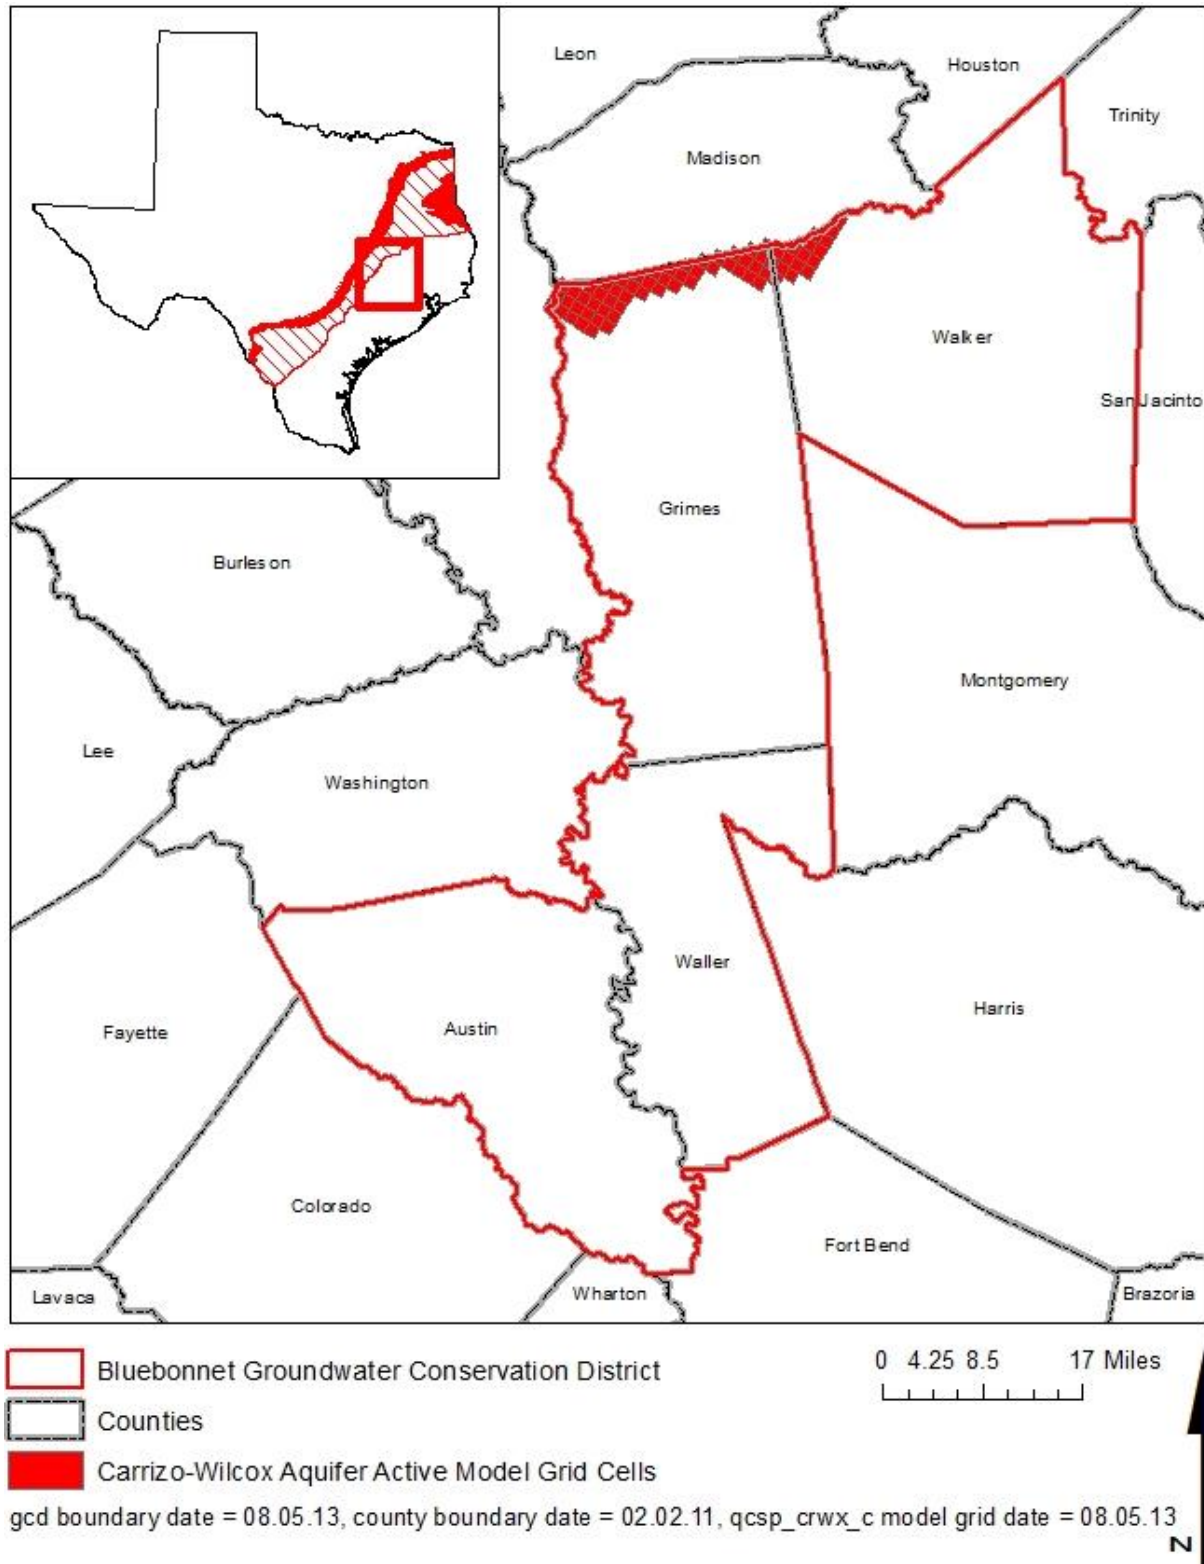 Leon
Houston
Trinity
Madison
Walker
San Jacinto
Grimes
Burleson
Montgomery
Lee
Washington
Waller
Harris
Fayette
Austin
Colorado
Fort Bend
Lavaca
Wharton
Brazoria
Bluebonnet Groundwater Conservation District
0 4.25 8.5 17 Miles
Counties
Carrizo-Wilcox Aquifer Active Model Grid Cells
gcd boundary date = 08.05.13, county boundary date = 02.02.11, qcsp_crwx_c model grid date = 08.05.13
N